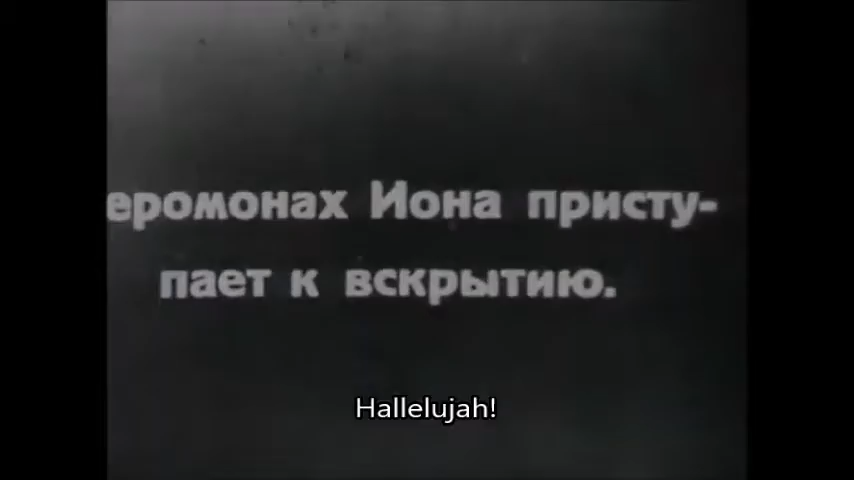 еромонах Иона присту-
пает к вскрытию.
Hallelujah!